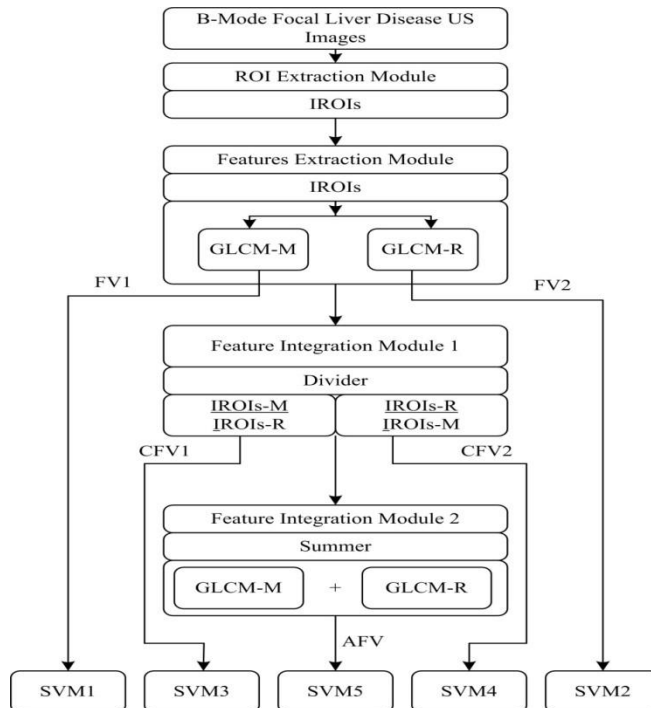 B-Mode Focal Liver Disease US
Images
ROI Extraction Module
IROIs
Features Extraction Module
IROIs
GLCM-M
GLCM-R
FV1
FV2
Feature Integration Module 1
Divider
IROIs-M
IROIs-R
IROIs-R
IROIs-M
CFV1
CFV2
Feature Integration Module 2
Summer
GLCM-M + GLCM-R
AFV
SVM1
SVM3
SVM5
SVM4
SVM2